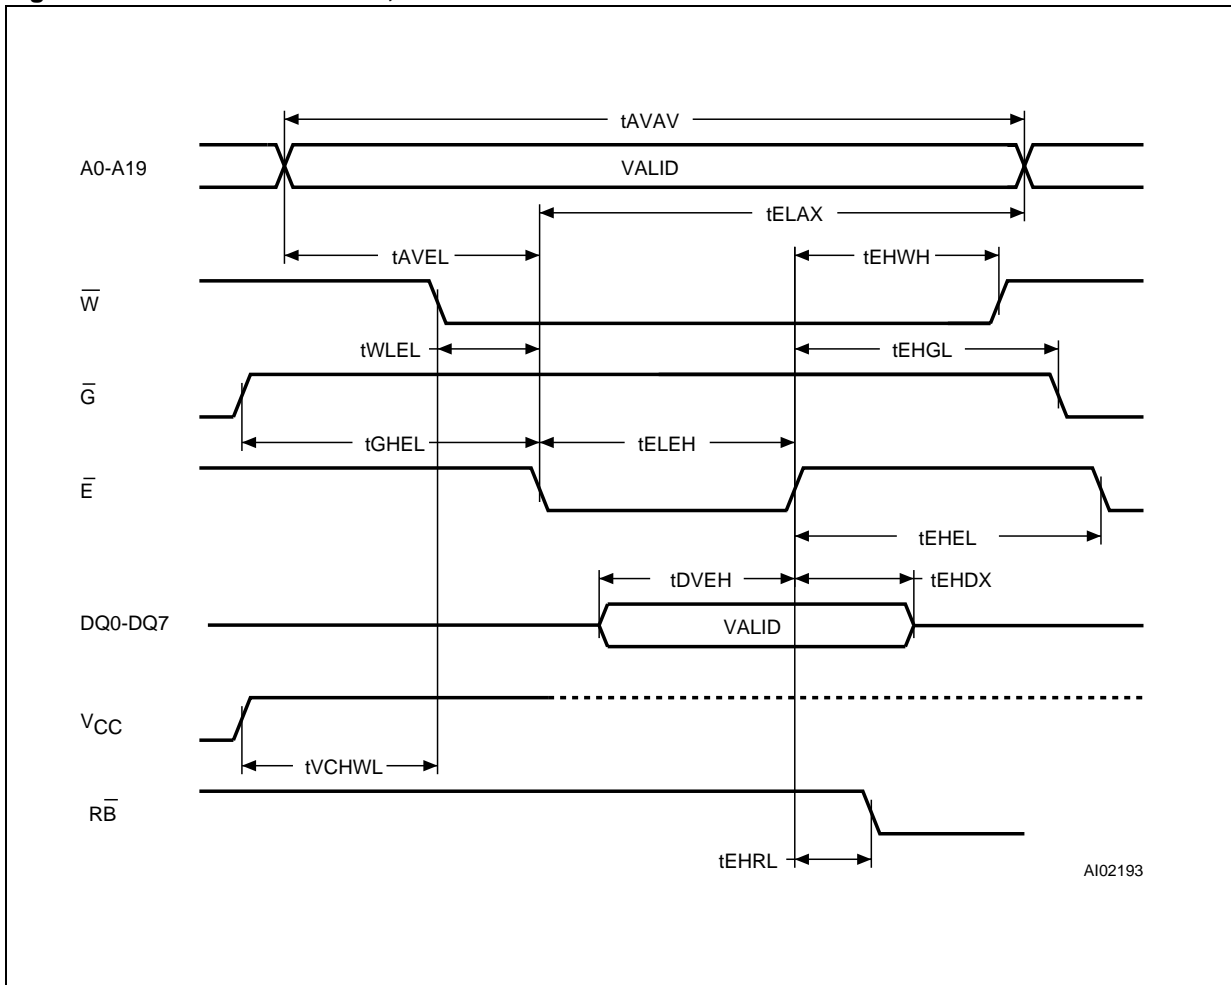 tAVAV
A0-A19
VALID
tELAX
tAVEL
tEHWH
W̅
tWLEL
tEHGL
G̅
tGHEL
tELEH
E̅
tEHEL
tDVEH
tEHDX
DQ0-DQ7
VALID
VCC
tVCHWL
RB̅
tEHRL
AI02193